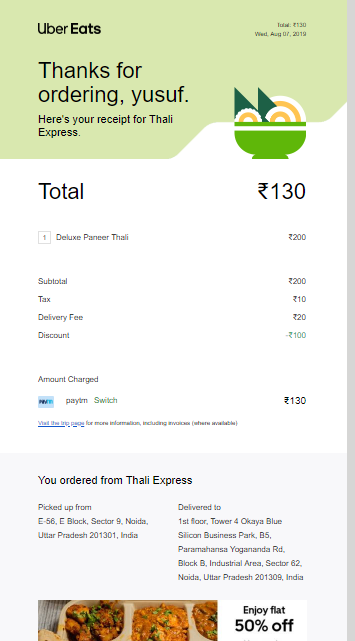 Uber Eats
Total: ₹130
Wed, Aug 07, 2019
Thanks for
ordering, yusuf.
Here's your receipt for Thali
Express.
Total ₹130
1 Deluxe Paneer Thali ₹200
Subtotal ₹200
Tax ₹10
Delivery Fee ₹20
Discount -₹100
Amount Charged
paytm paytm Switch ₹130
Visit the trip page for more information, including invoices (where available)
You ordered from Thali Express
Picked up from
E-56, E Block, Sector 9, Noida,
Uttar Pradesh 201301, India
Delivered to
1st floor, Tower 4 Okaya Blue
Silicon Business Park, B5,
Paramahansa Yogananda Rd,
Block B, Industrial Area, Sector 62,
Noida, Uttar Pradesh 201309, India
Enjoy flat
50% off